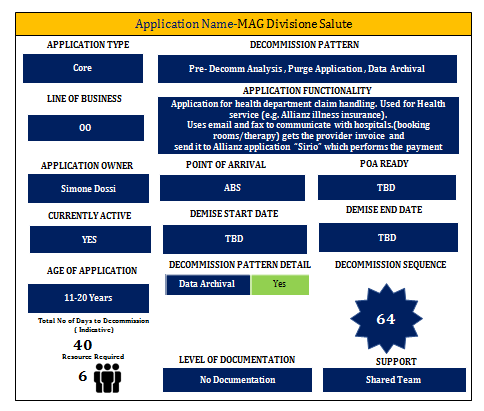 Application Name-MAG Divisione Salute
APPLICATION TYPE
Core
DECOMMISSION PATTERN
Pre- Decomm Analysis , Purge Application , Data Archival
LINE OF BUSINESS
OO
APPLICATION FUNCTIONALITY
Application for health department claim handling. Used for Health
service (e.g. Allianz illness insurance).
Uses email and fax to communicate with hospitals.(booking
rooms/therapy) gets the provider invoice and
send it to Allianz application "Sirio" which performs the payment
APPLICATION OWNER
Simone Dossi
POINT OF ARRIVAL
ABS
POA READY
TBD
CURRENTLY ACTIVE
YES
DEMISE START DATE
TBD
DEMISE END DATE
TBD
AGE OF APPLICATION
11-20 Years
DECOMMISSION PATTERN DETAIL
Data Archival Yes
DECOMMISSION SEQUENCE
64
Total No of Days to Decommission
( Indicative)
40
Resource Required
6
LEVEL OF DOCUMENTATION
No Documentation
SUPPORT
Shared Team